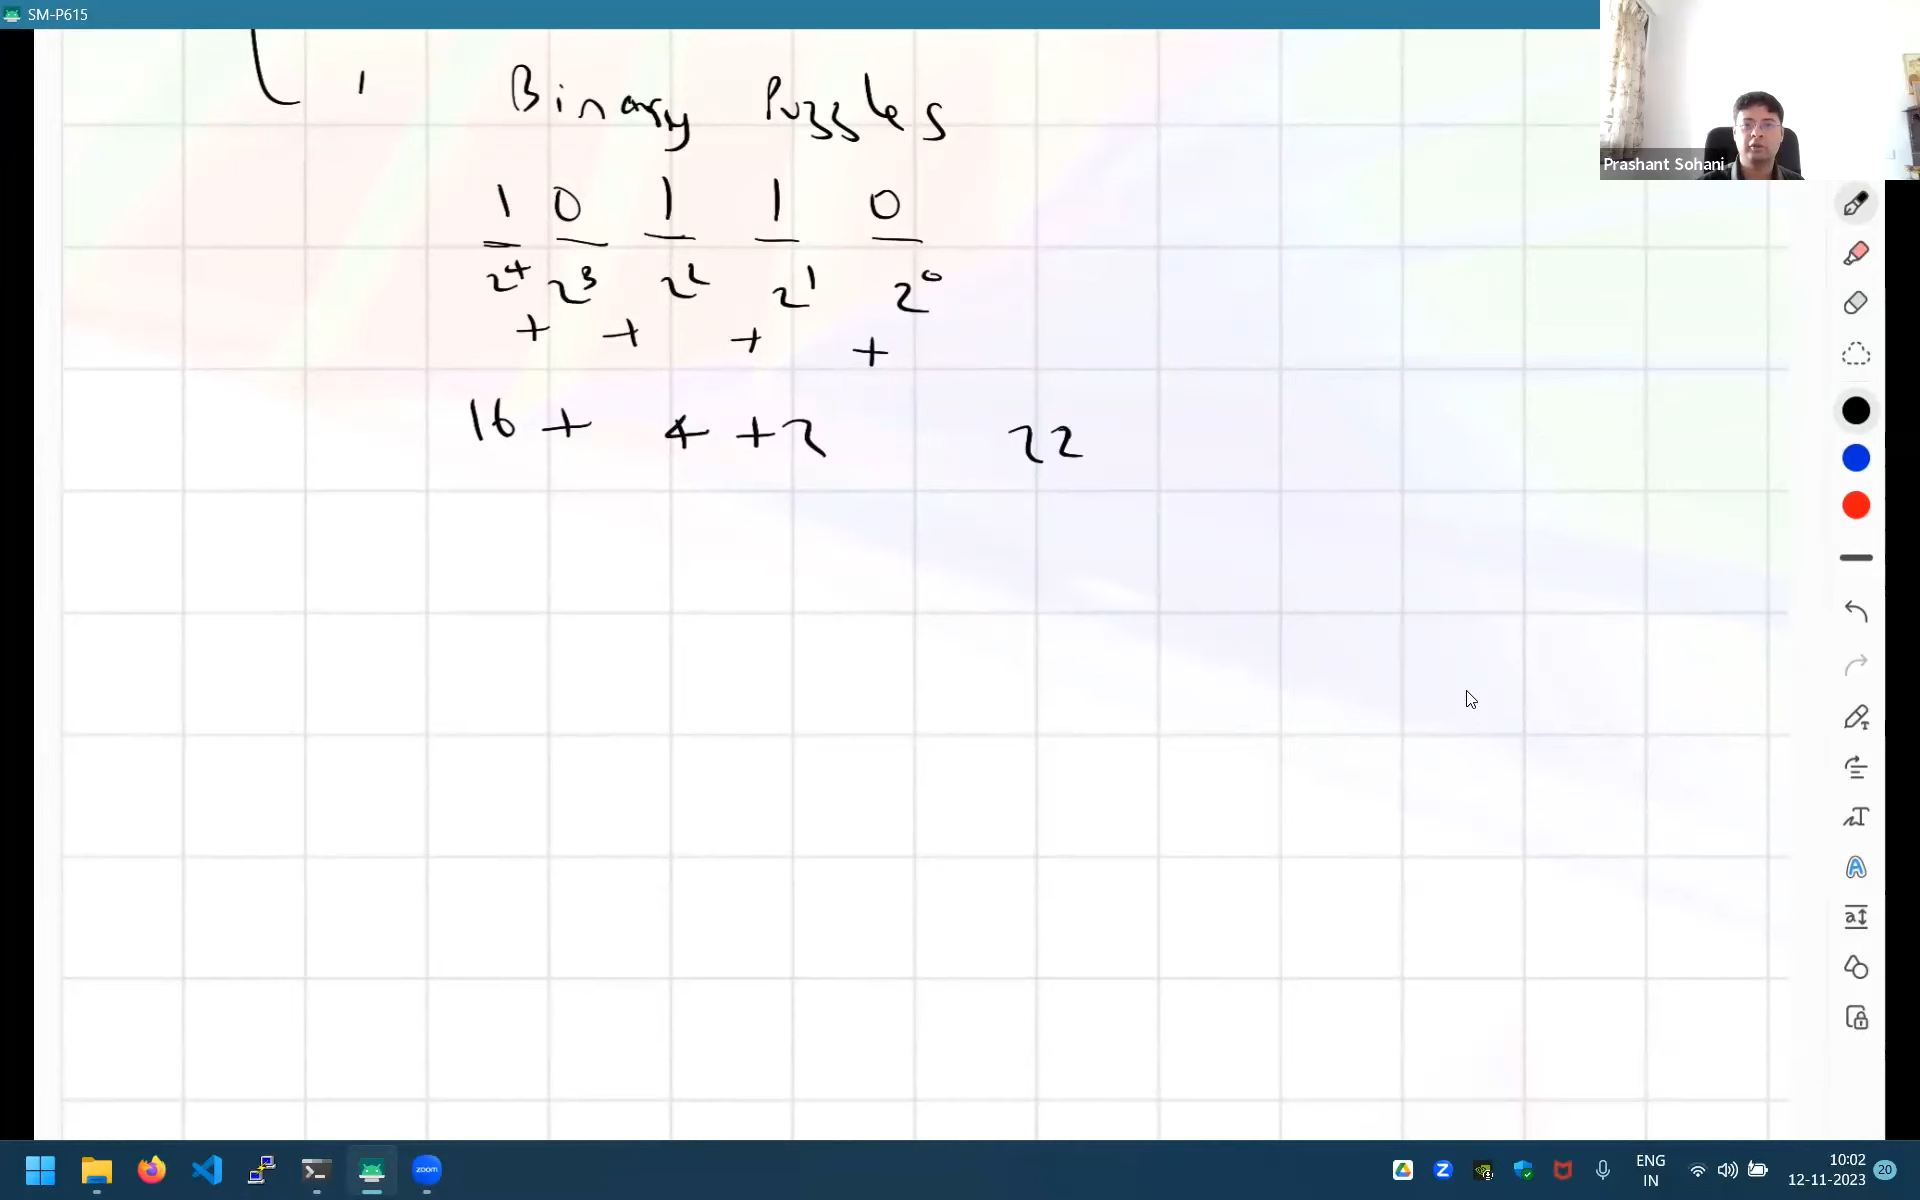 SM-P615
Prashant Sohani
Binary Puzzles
1 0 1 1 0
2⁴ 2³ 2² 2¹ 2⁰
+ + + +
16 + 4 + 2 22
zoom
ENG
IN
10:02
12-11-2023
20